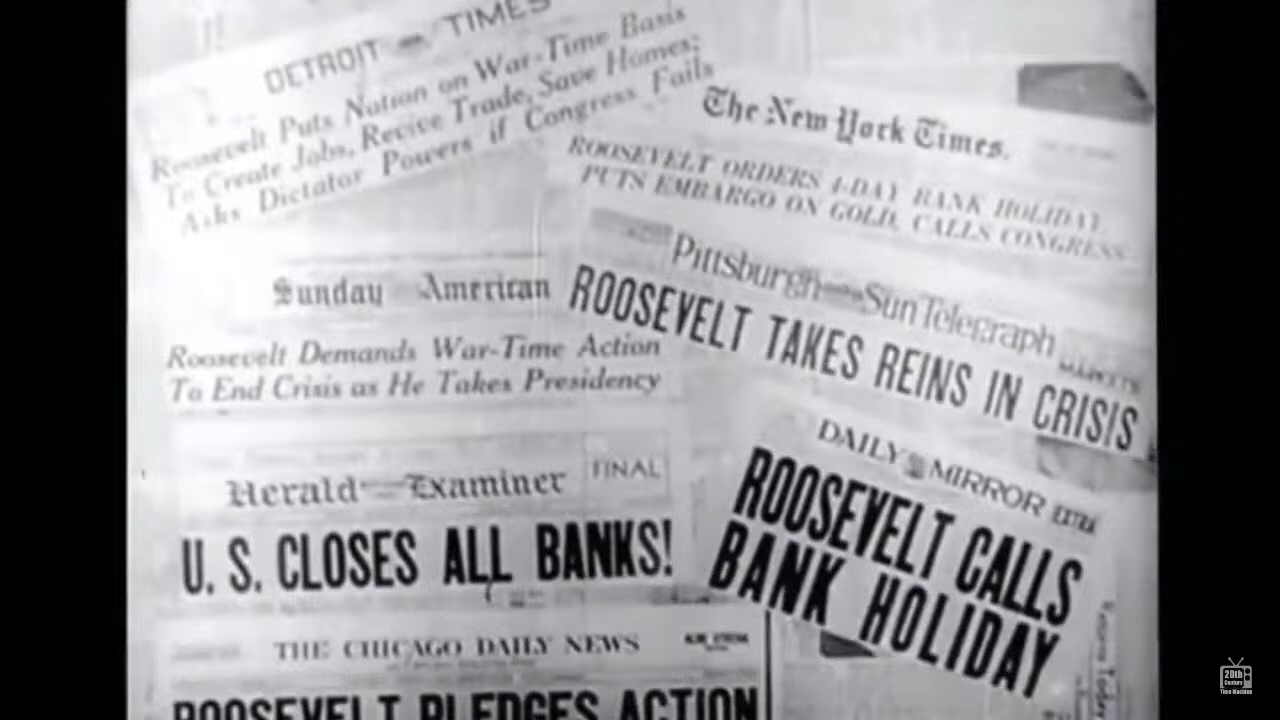 DETROIT TIMES
Roosevelt Puts Nation on War-Time Basis
To Create Jobs, Revive Trade, Save Homes;
Asks Dictator Powers if Congress Fails
The New York Times.
ROOSEVELT ORDERS 4-DAY BANK HOLIDAY,
PUTS EMBARGO ON GOLD, CALLS CONGRESS
Pittsburgh Sun Telegraph
ROOSEVELT TAKES REINS IN CRISIS
Sunday American
Roosevelt Demands War-Time Action
To End Crisis as He Takes Presidency
Herald Examiner
FINAL
U. S. CLOSES ALL BANKS!
DAILY MIRROR EXTRA
ROOSEVELT CALLS
BANK HOLIDAY
THE CHICAGO DAILY NEWS
ROOSEVELT PLEDGES ACTION
20th
Century
Time Machine